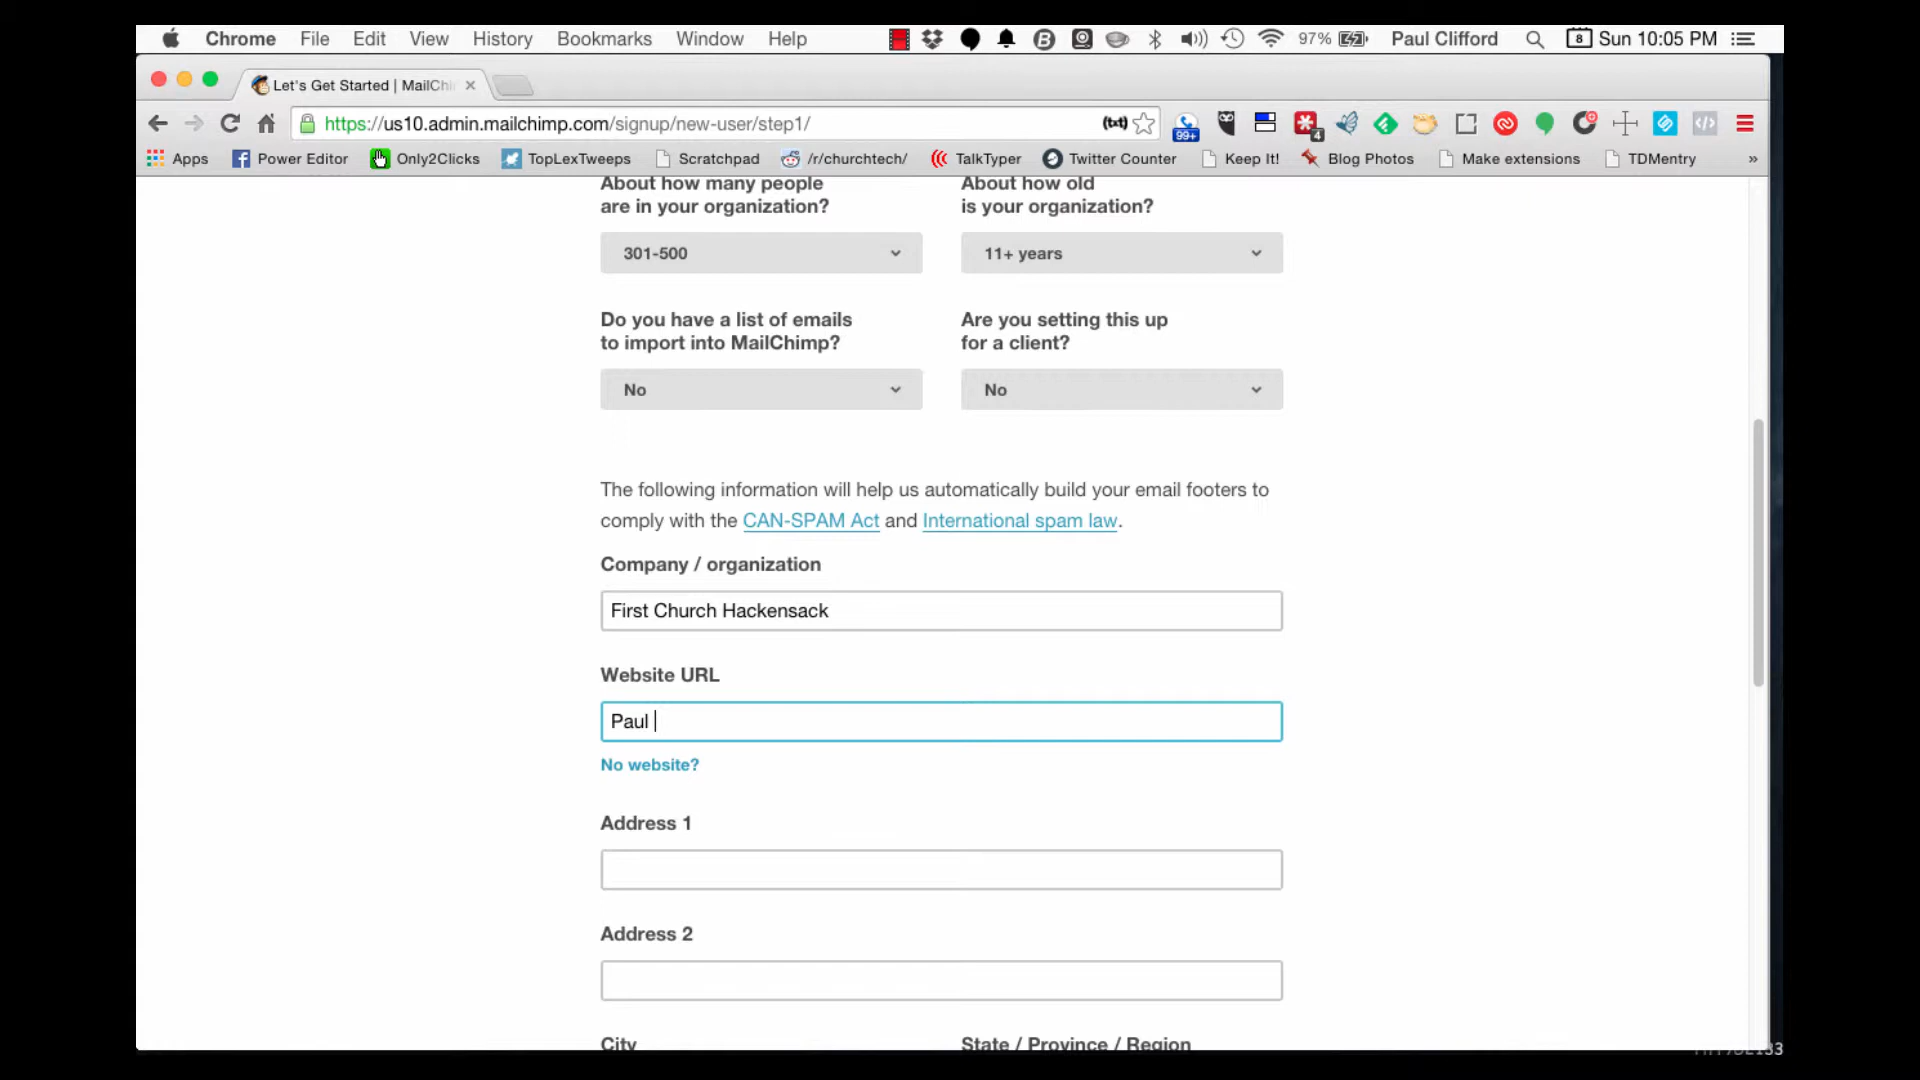 Chrome File Edit View History Bookmarks Window Help 97% Paul Clifford 8 Sun 10:05 PM
Let's Get Started | MailChi
https://us10.admin.mailchimp.com/signup/new-user/step1/ (txt) 99+ 4
Apps Power Editor Only2Clicks TopLexTweeps Scratchpad /r/churchtech/ TalkTyper Twitter Counter Keep It! Blog Photos Make extensions TDMentry »
About how many people
are in your organization?
About how old
is your organization?
301-500
11+ years
Do you have a list of emails
to import into MailChimp?
Are you setting this up
for a client?
No
No
The following information will help us automatically build your email footers to
comply with the CAN-SPAM Act and International spam law.
Company / organization
First Church Hackensack
Website URL
Paul
No website?
Address 1
Address 2
City
State / Province / Region